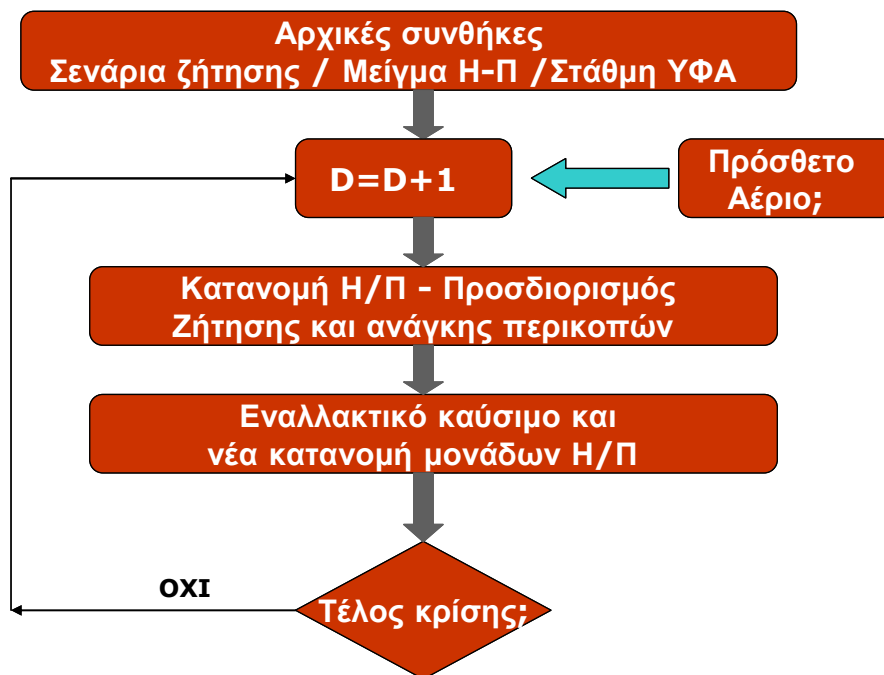 Αρχικές συνθήκες
Σενάρια ζήτησης / Μείγμα Η-Π /Στάθμη ΥΦΑ
D=D+1
Πρόσθετο
Αέριο;
Κατανομή Η/Π - Προσδιορισμός
Ζήτησης και ανάγκης περικοπών
Εναλλακτικό καύσιμο και
νέα κατανομή μονάδων Η/Π
ΟΧΙ
Τέλος κρίσης;